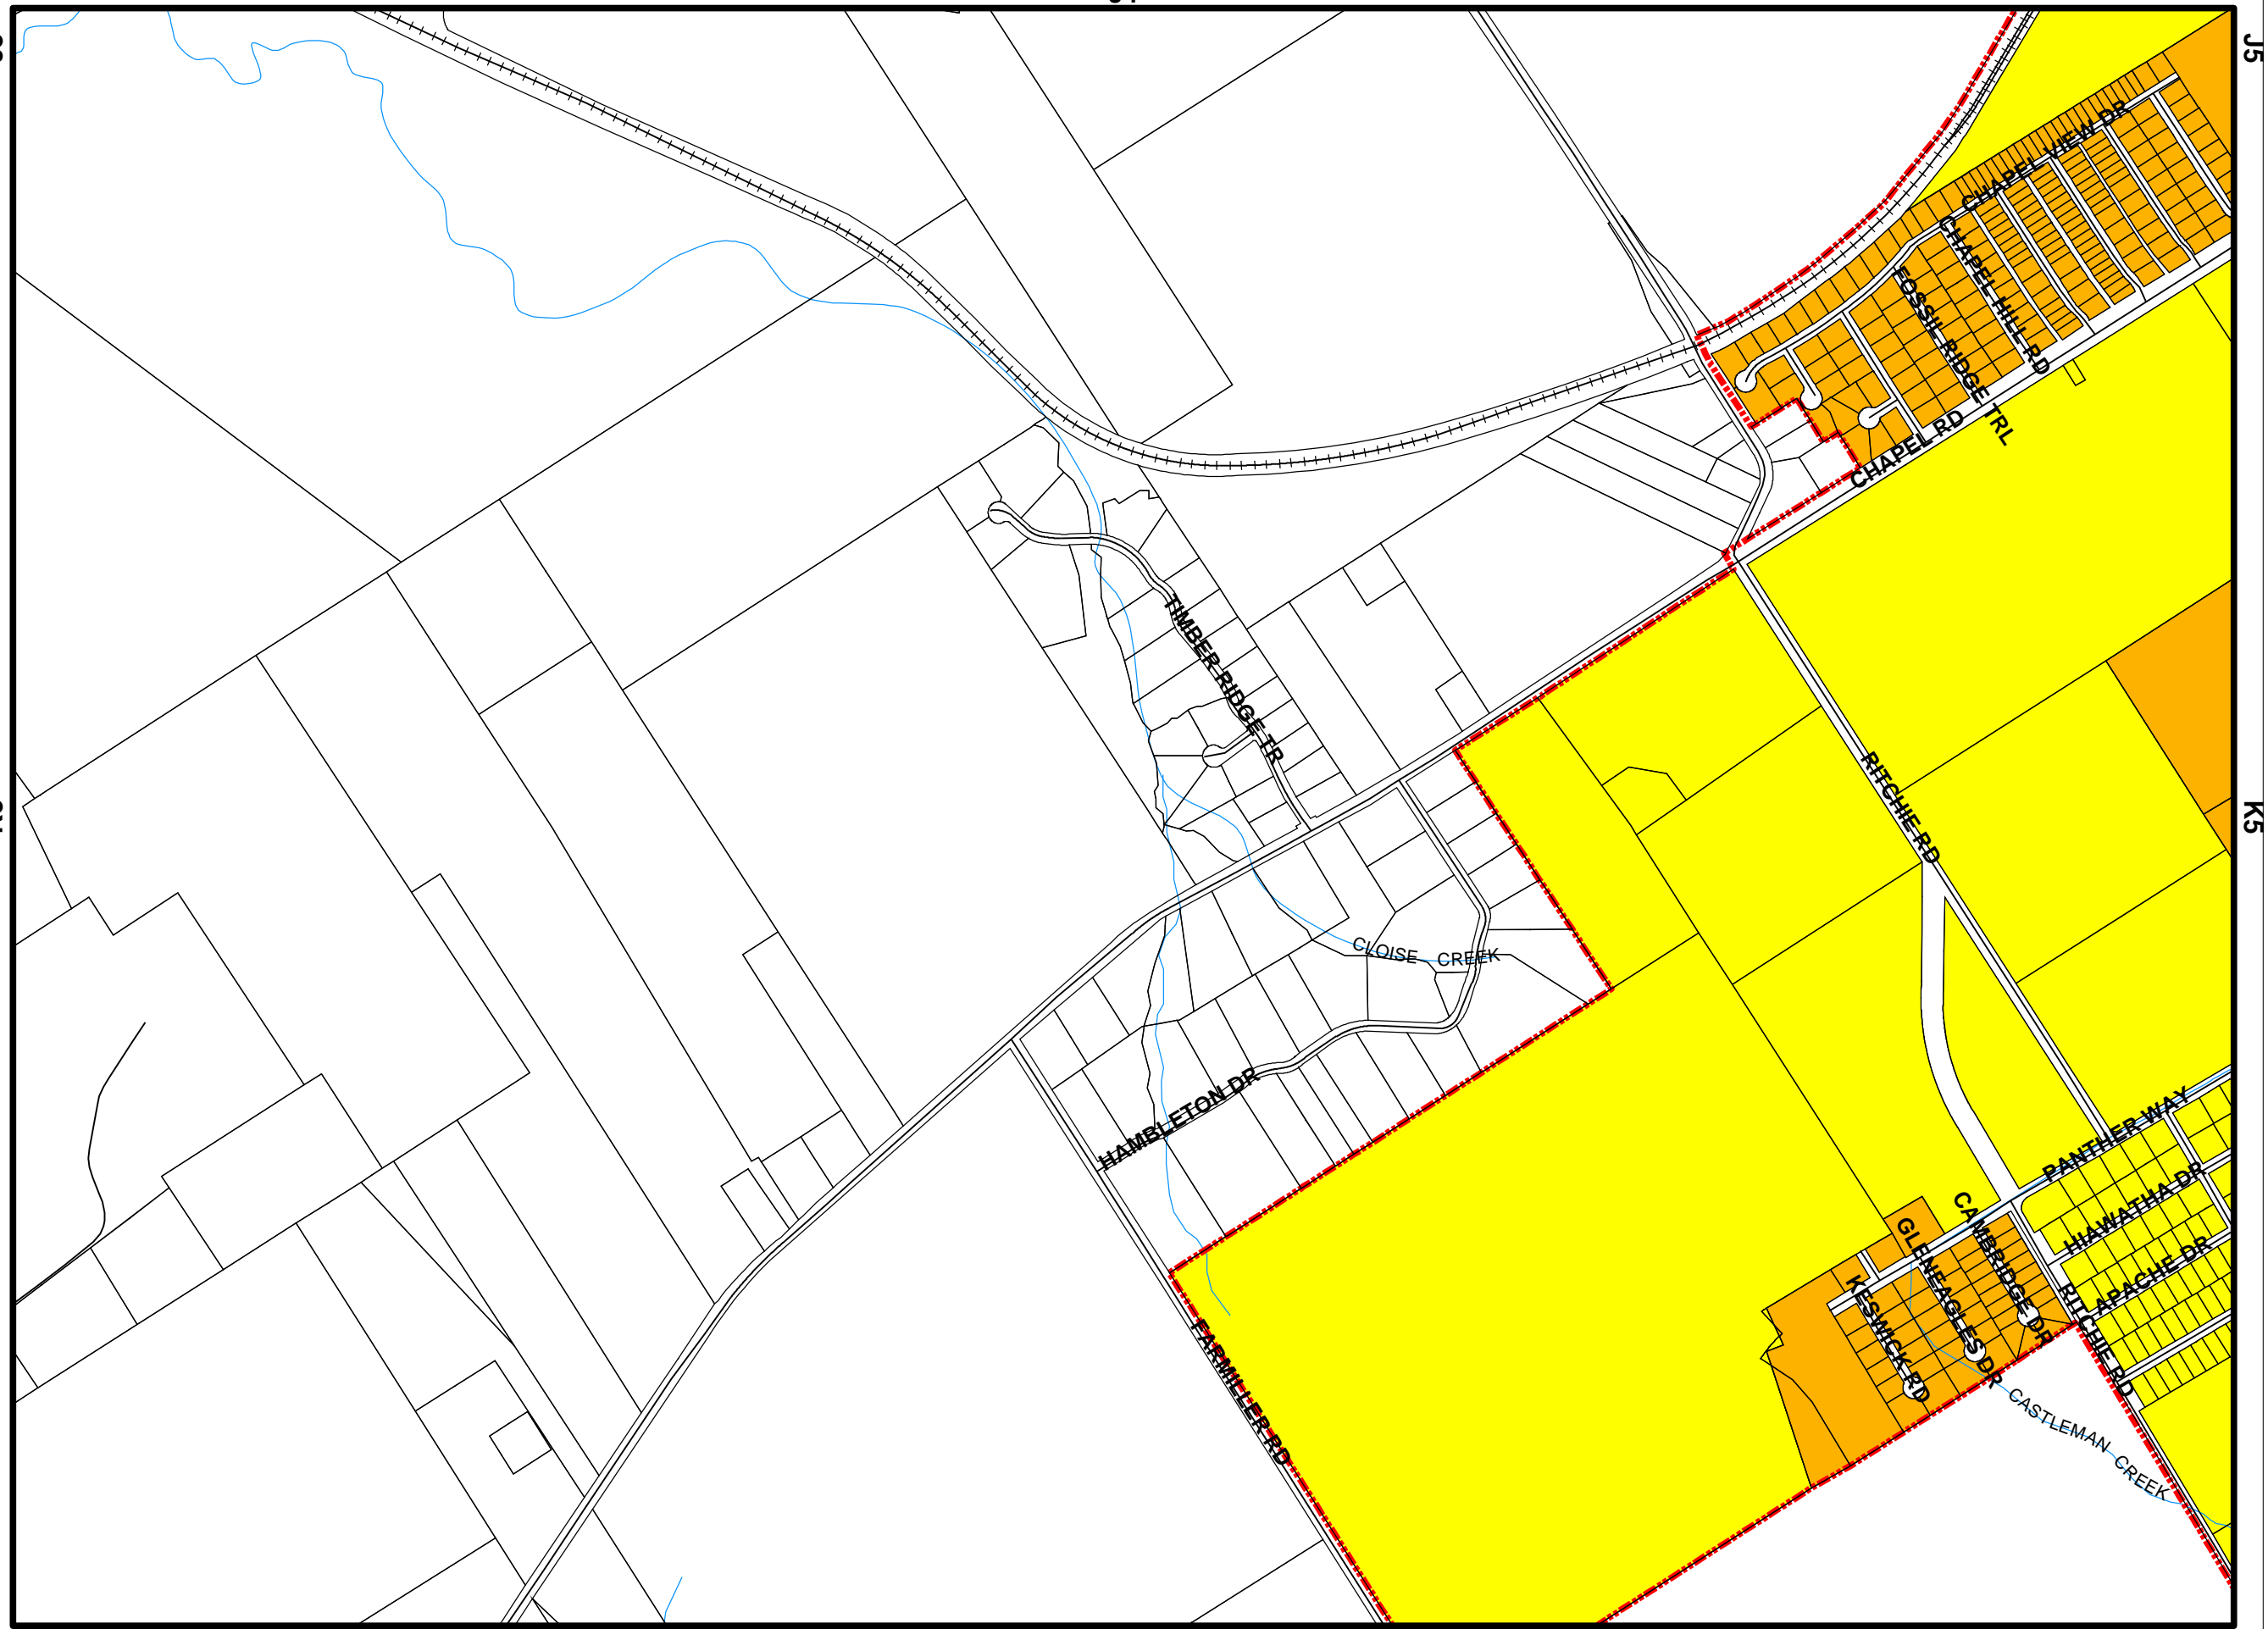 J5
CHAPEL VIEW DR
CHAPEL HILL RD
FOSSIL RIDGE TRL
CHAPEL RD
TIMBER RIDGE TR
RITCHIE RD
K5
CLOISE CREEK
HAMBLETON DR
PANTHER WAY
HIAWATHA DR
APACHE DR
CAMBRIDGE DR
GLENEAGLES DR
KESWICK RD
RITCHIE RD
FARMILLER RD
CASTLEMAN CREEK